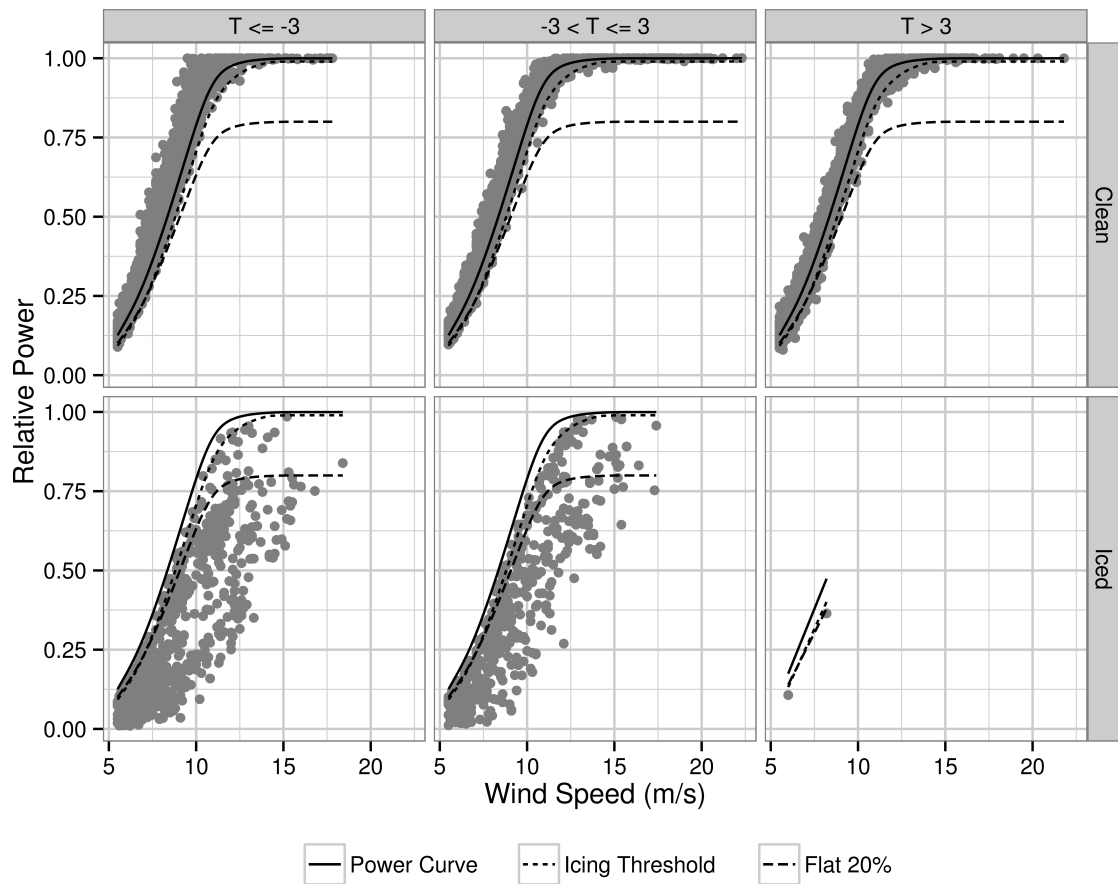 T <= -3 -3 < T <= 3 T > 3
1.00
0.75
0.50
0.25
0.00
Clean
1.00
0.75
0.50
0.25
0.00
Iced
Relative Power
5 10 15 20 5 10 15 20 5 10 15 20
Wind Speed (m/s)
Power Curve Icing Threshold Flat 20%